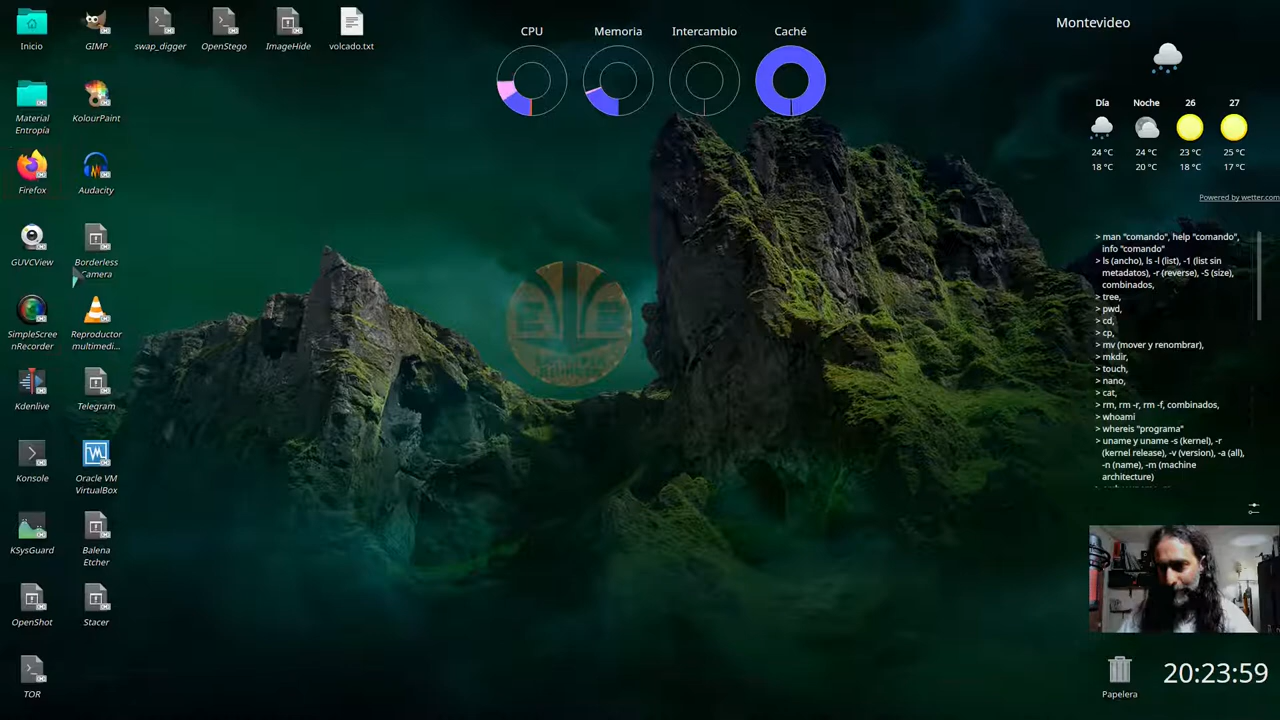 Inicio
GIMP
swap_digger
OpenStego
ImageHide
volcado.txt
CPU
Memoria
Intercambio
Caché
Montevideo
Día
Noche
26
27
24 °C
24 °C
23 °C
25 °C
18 °C
20 °C
18 °C
17 °C
Powered by wetter.com
Material
Entropia
KolourPaint
Firefox
Audacity
GUVCView
Borderless
Camera
SimpleScree
nRecorder
Reproductor
multimedi...
Kdenlive
Telegram
Konsole
Oracle VM
VirtualBox
KSysGuard
Balena
Etcher
OpenShot
Stacer
TOR
> man "comando", help "comando",
info "comando"
> ls (ancho), ls -l (list), -1 (list sin
metadatos), -r (reverse), -S (size),
combinados,
> tree,
> pwd,
> cd,
> cp,
> mv (mover y renombrar),
> mkdir,
> touch,
> nano,
> cat,
> rm, rm -r, rm -f, combinados,
> whoami
> whereis "programa"
> uname y uname -s (kernel), -r
(kernel release), -v (version), -a (all),
-n (name), -m (machine
architecture)
Papelera
20:23:59